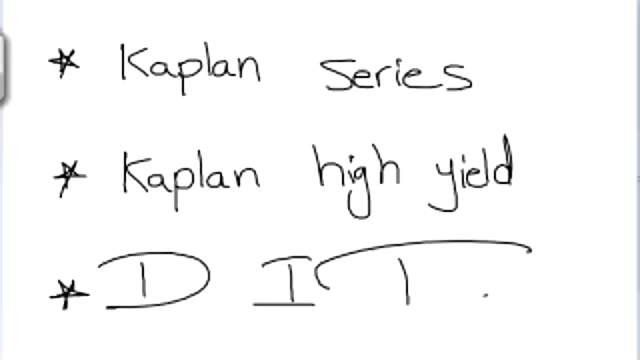 * Kaplan series
* Kaplan high yield
* D I T.